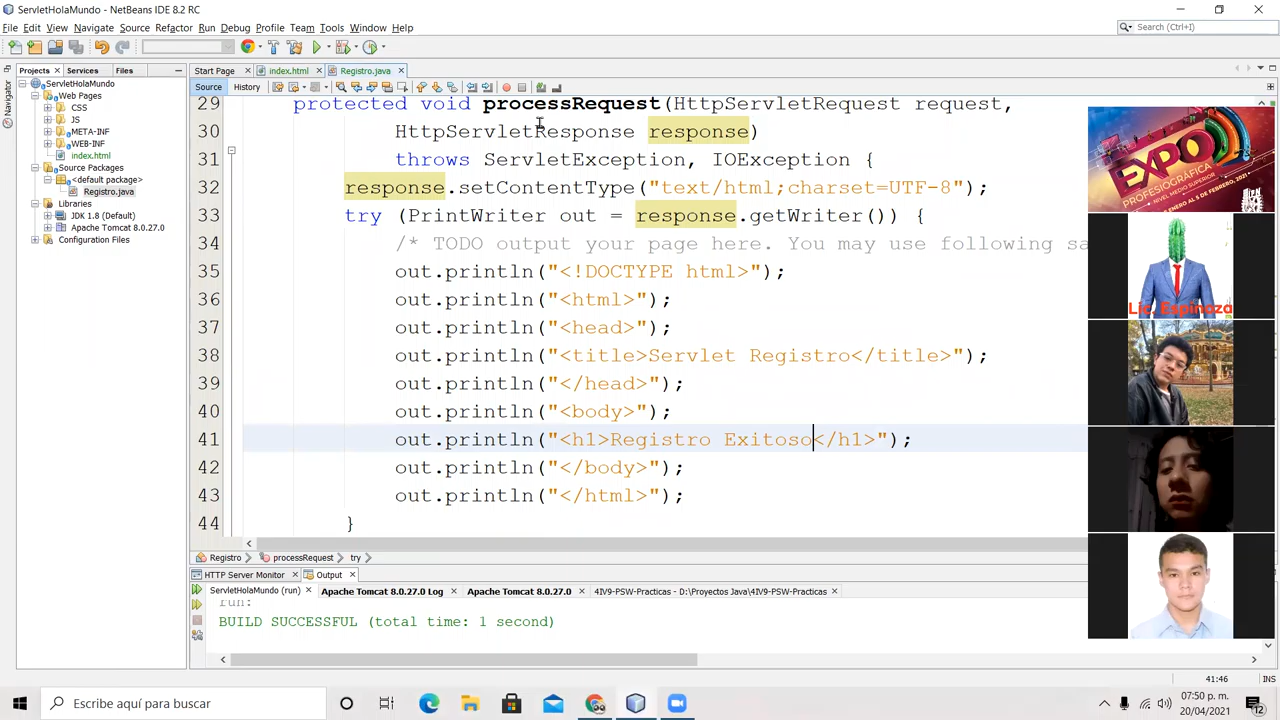 ServletHolaMundo - NetBeans IDE 8.2 RC
File Edit View Navigate Source Refactor Run Debug Profile Team Tools Window Help
Search (Ctrl+I)
Projects Services Files
Start Page index.html Registro.java
Source History
Navigator
ServletHolaMundo
Web Pages
CSS
JS
META-INF
WEB-INF
index.html
Source Packages
<default package>
Registro.java
Libraries
JDK 1.8 (Default)
Apache Tomcat 8.0.27.0
Configuration Files
29 protected void processRequest(HttpServletRequest request,
30 HttpServletResponse response)
31 throws ServletException, IOException {
32 response.setContentType("text/html;charset=UTF-8");
33 try (PrintWriter out = response.getWriter()) {
34 /* TODO output your page here. You may use following sa
35 out.println("<!DOCTYPE html>");
36 out.println("<html>");
37 out.println("<head>");
38 out.println("<title>Servlet Registro</title>");
39 out.println("</head>");
40 out.println("<body>");
41 out.println("<h1>Registro Exitoso</h1>");
42 out.println("</body>");
43 out.println("</html>");
44 }
EXPO
PROFESIOGRÁFICA
NIVEL MEDIO SUPERIOR
Lic. Espinoza
Registro processRequest try
HTTP Server Monitor Output
ServletHolaMundo (run) Apache Tomcat 8.0.27.0 Log Apache Tomcat 8.0.27.0 4IV9-PSW-Practicas - D:\Proyectos Java\4IV9-PSW-Practicas
run:
BUILD SUCCESSFUL (total time: 1 second)
41:46 INS
Escribe aquí para buscar
07:50 p. m.
20/04/2021
12